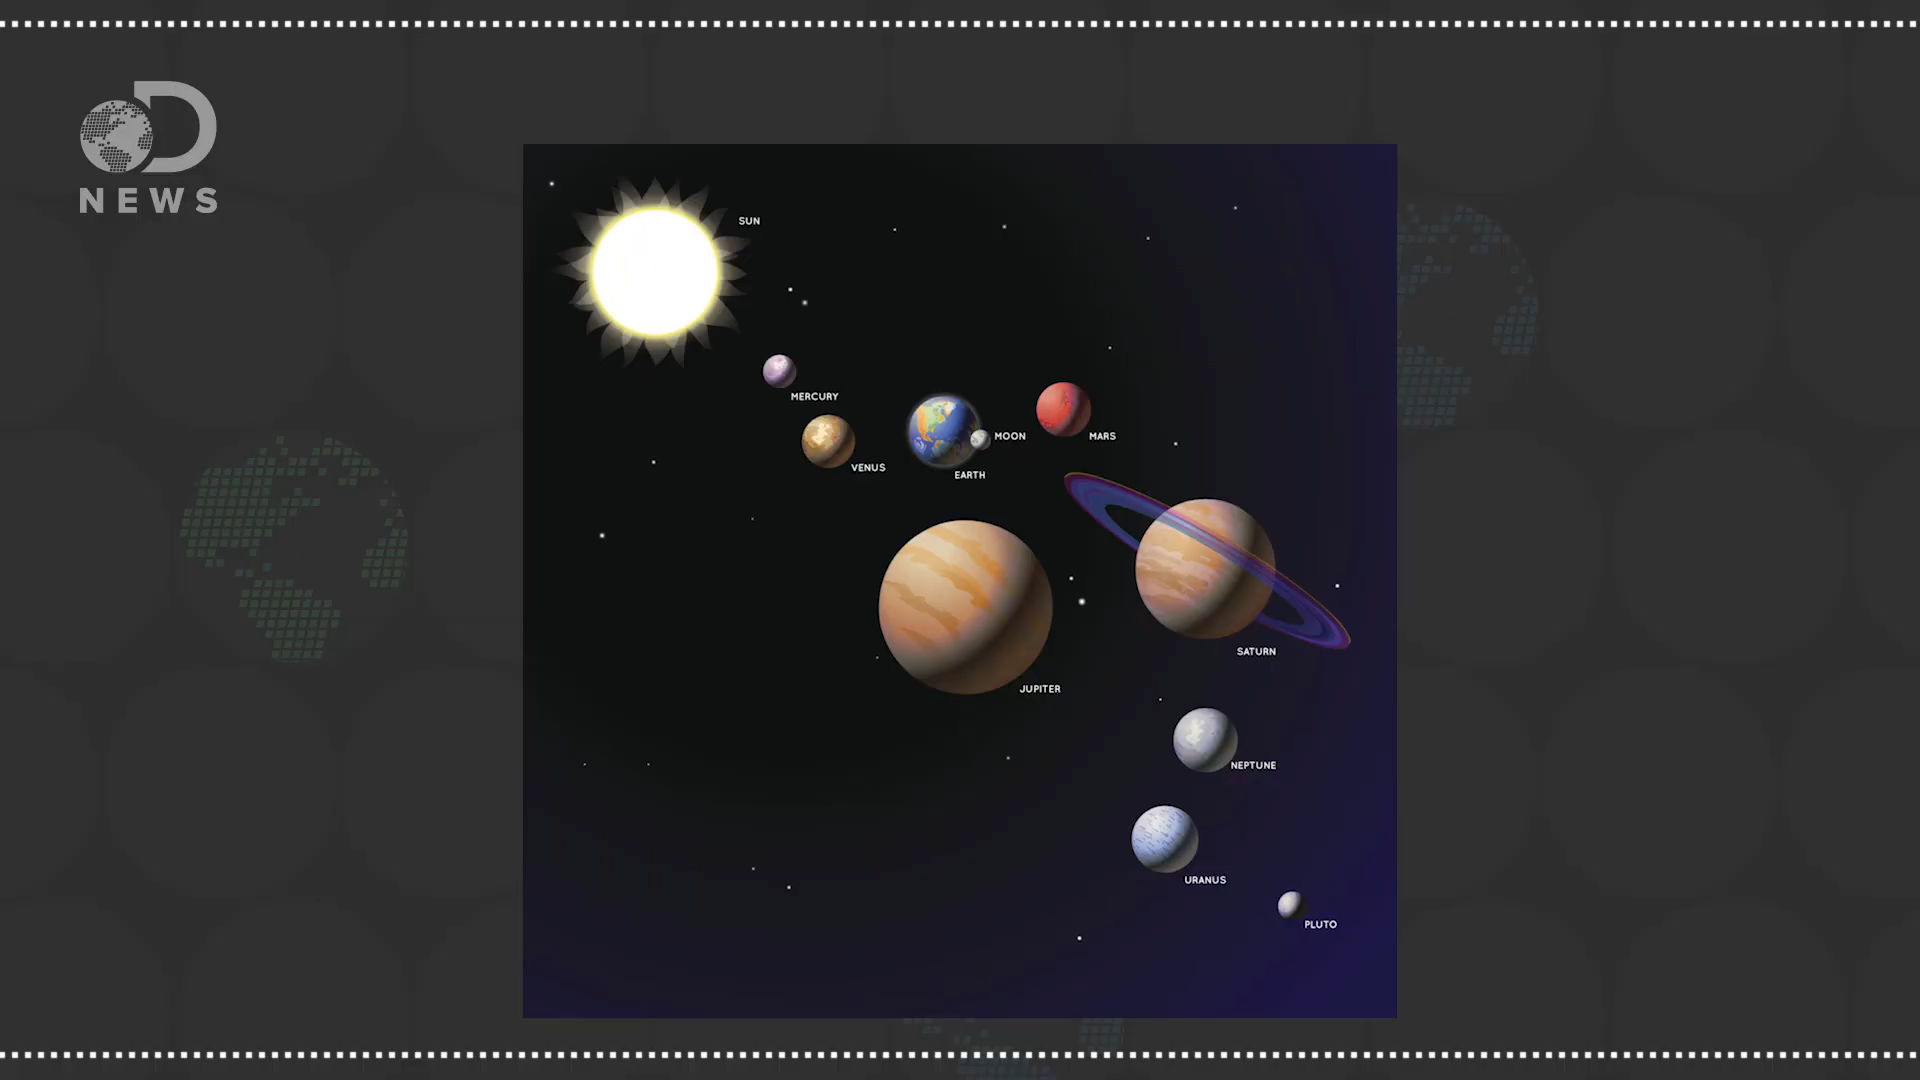 NEWS
SUN
MERCURY
VENUS
MOON
EARTH
MARS
SATURN
JUPITER
NEPTUNE
URANUS
PLUTO